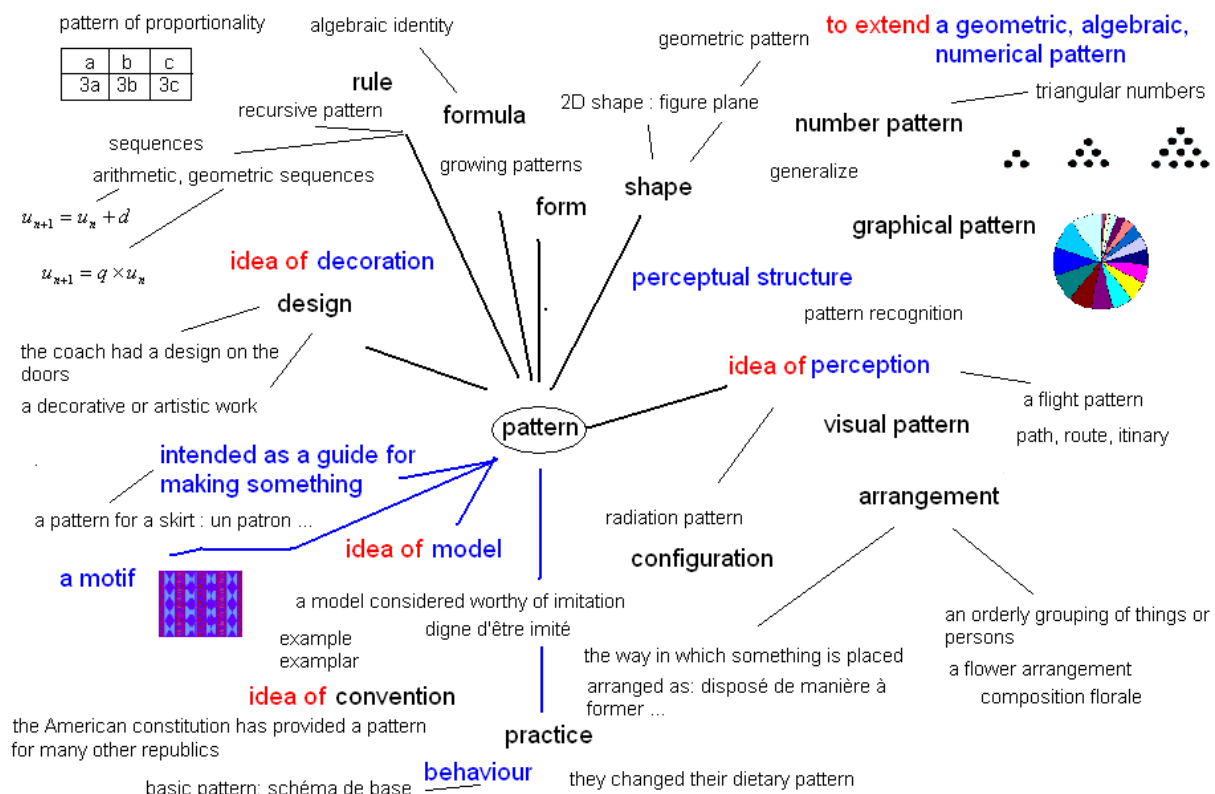 pattern of proportionality
a b c
3a 3b 3c
algebraic identity
rule
formula
recursive pattern
sequences
arithmetic, geometric sequences
uₙ₊₁ = uₙ + d
uₙ₊₁ = q × uₙ
growing patterns
form
geometric pattern
2D shape : figure plane
shape
to extend a geometric, algebraic,
numerical pattern
triangular numbers
number pattern
generalize
graphical pattern
idea of decoration
design
the coach had a design on the
doors
a decorative or artistic work
perceptual structure
pattern recognition
idea of perception
a flight pattern
path, route, itinary
visual pattern
pattern
arrangement
intended as a guide for
making something
a pattern for a skirt : un patron ...
a motif
idea of model
radiation pattern
configuration
a model considered worthy of imitation
digne d'être imité
example
examplar
idea of convention
the American constitution has provided a pattern
for many other republics
the way in which something is placed
arranged as: disposé de manière à
former ...
an orderly grouping of things or
persons
a flower arrangement
composition florale
practice
behaviour
they changed their dietary pattern
basic pattern: schéma de base